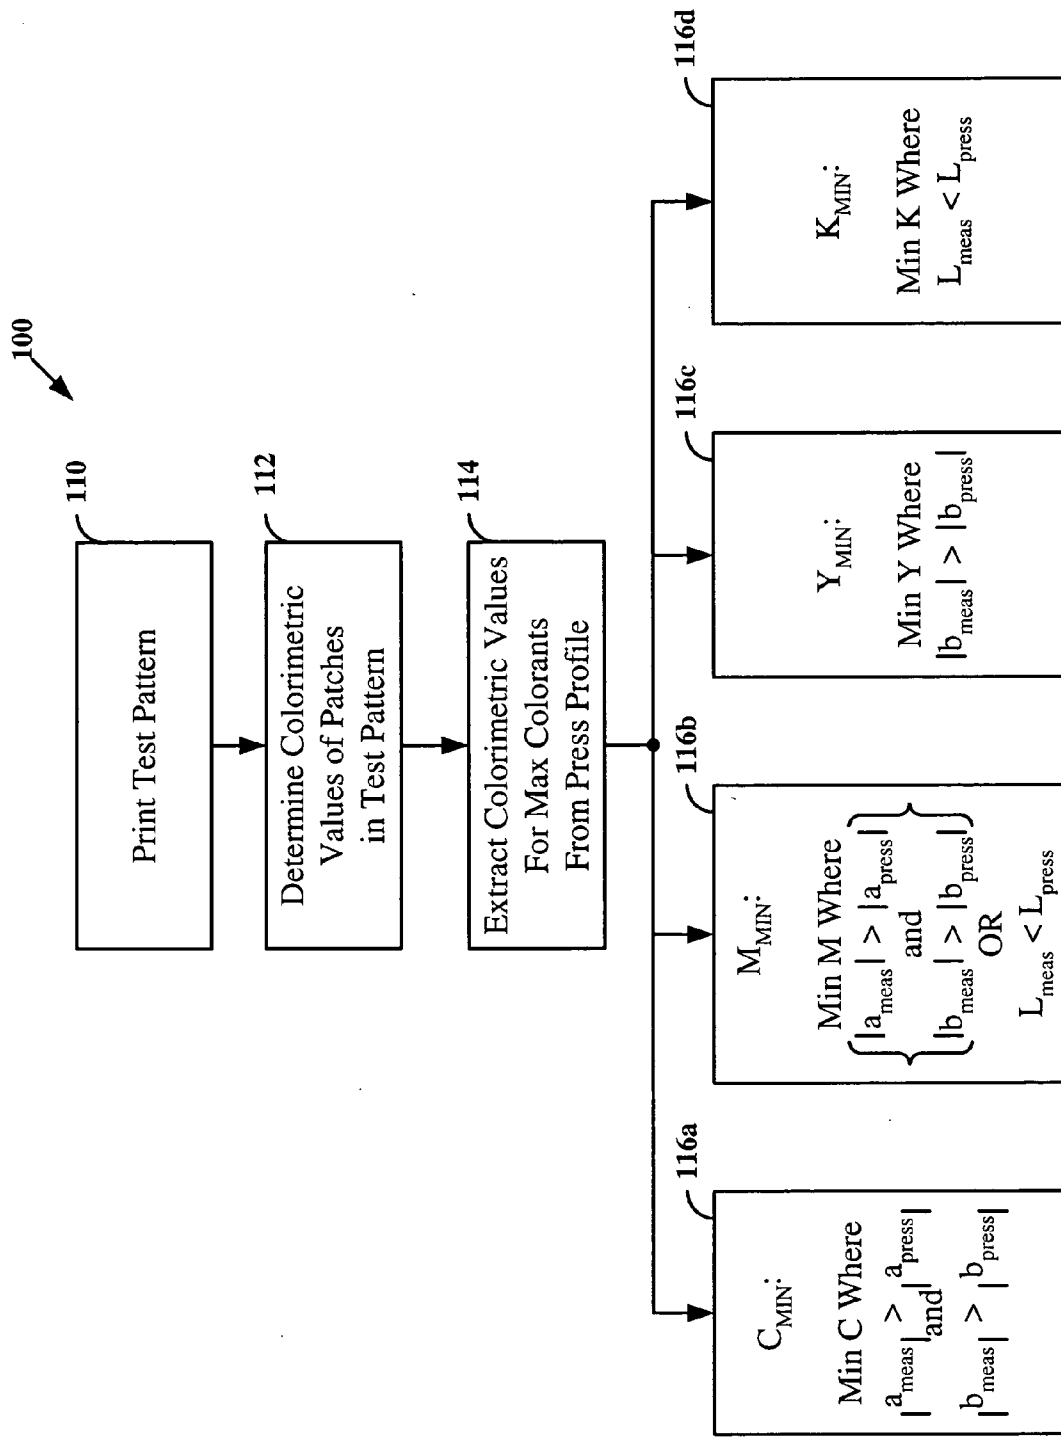 100
110
Print Test Pattern
112
Determine Colorimetric
Values of Patches
in Test Pattern
114
Extract Colorimetric Values
For Max Colorants
From Press Profile
116a
C_MIN:
Min C Where
|a_meas| > |a_press|
and
|b_meas| > |b_press|
116b
M_MIN:
Min M Where
{|a_meas| > |a_press|
and
|b_meas| > |b_press|}
OR
L_meas < L_press
116c
Y_MIN:
Min Y Where
|b_meas| > |b_press|
116d
K_MIN:
Min K Where
L_meas < L_press